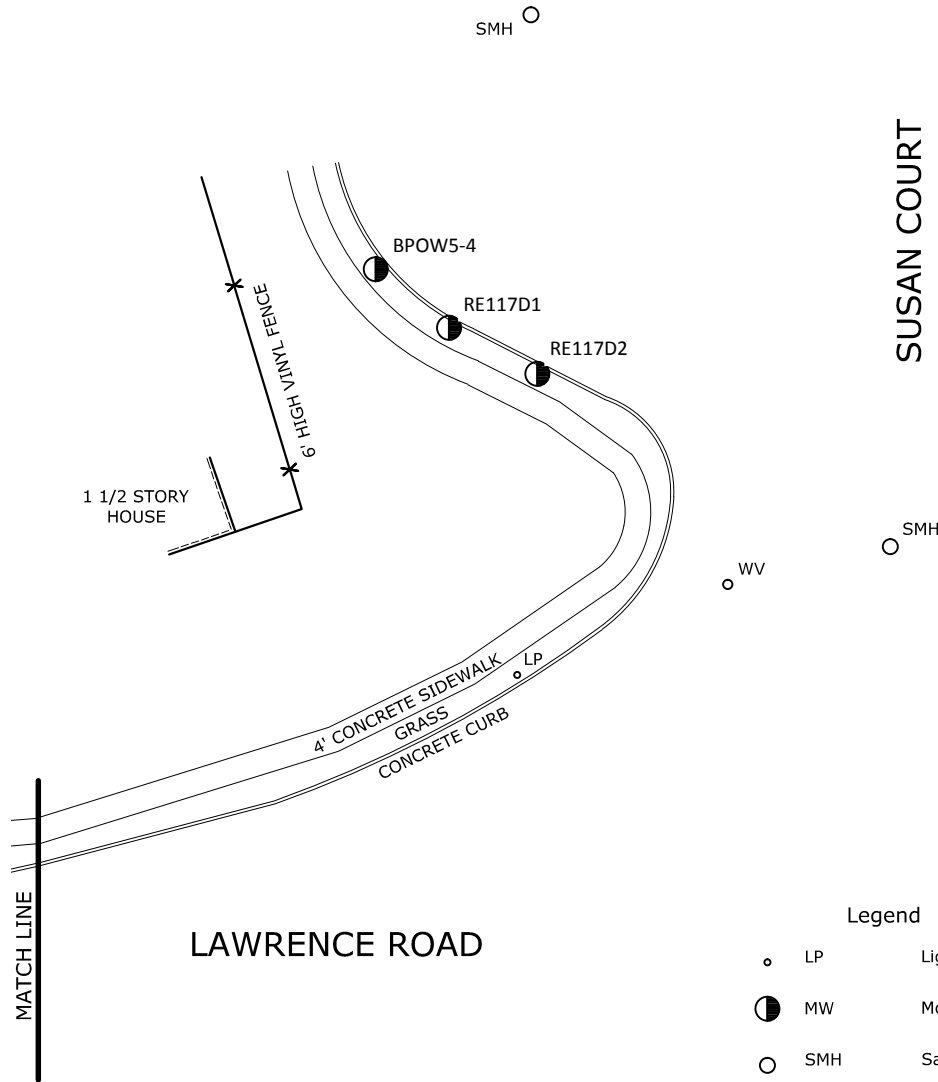 SMH
SUSAN COURT
BPOW5-4
RE117D1
RE117D2
6' HIGH VINYL FENCE
1 1/2 STORY
HOUSE
SMH
WV
LP
4' CONCRETE SIDEWALK
GRASS
CONCRETE CURB
MATCH LINE
LAWRENCE ROAD
Legend
LP
MW
SMH